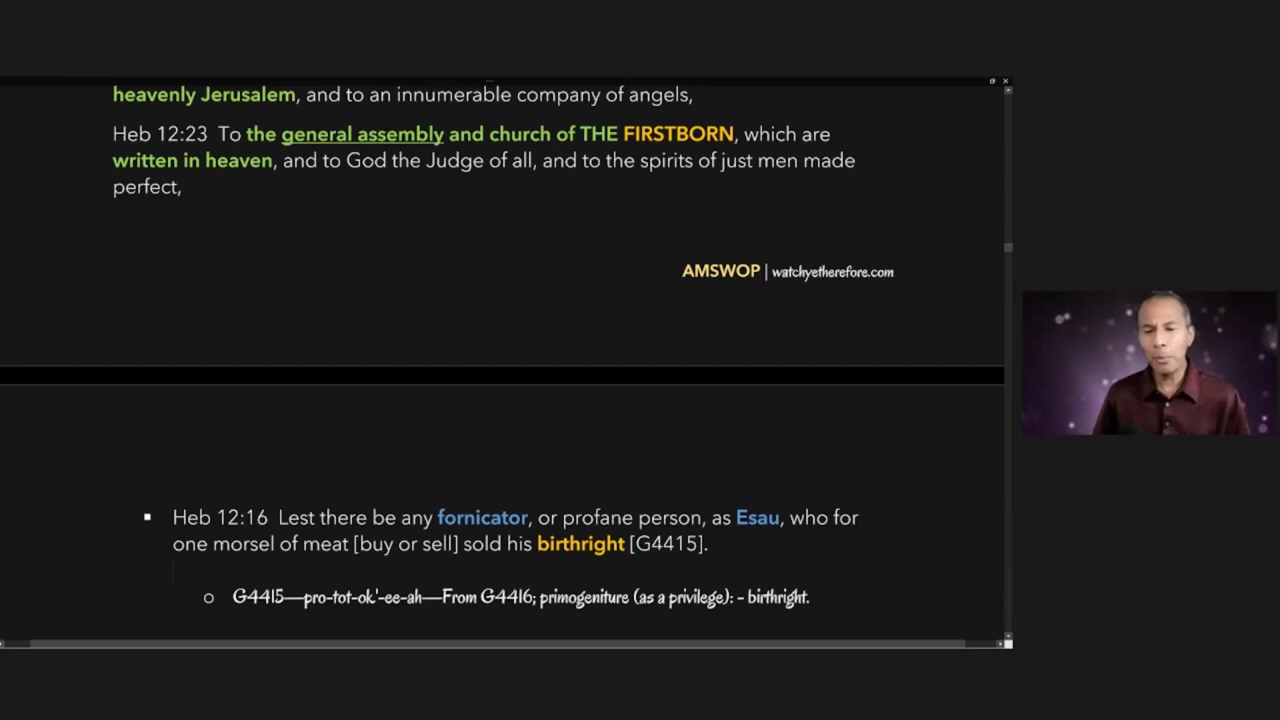 heavenly Jerusalem, and to an innumerable company of angels,
Heb 12:23 To the general assembly and church of THE FIRSTBORN, which are
written in heaven, and to God the Judge of all, and to the spirits of just men made
perfect,
AMSWOP | watchyetherefore.com
▪ Heb 12:16 Lest there be any fornicator, or profane person, as Esau, who for
one morsel of meat [buy or sell] sold his birthright [G4415].
o G4415—pro-tot-ok'-ee-ah—From G4416; primogeniture (as a privilege): - birthright.